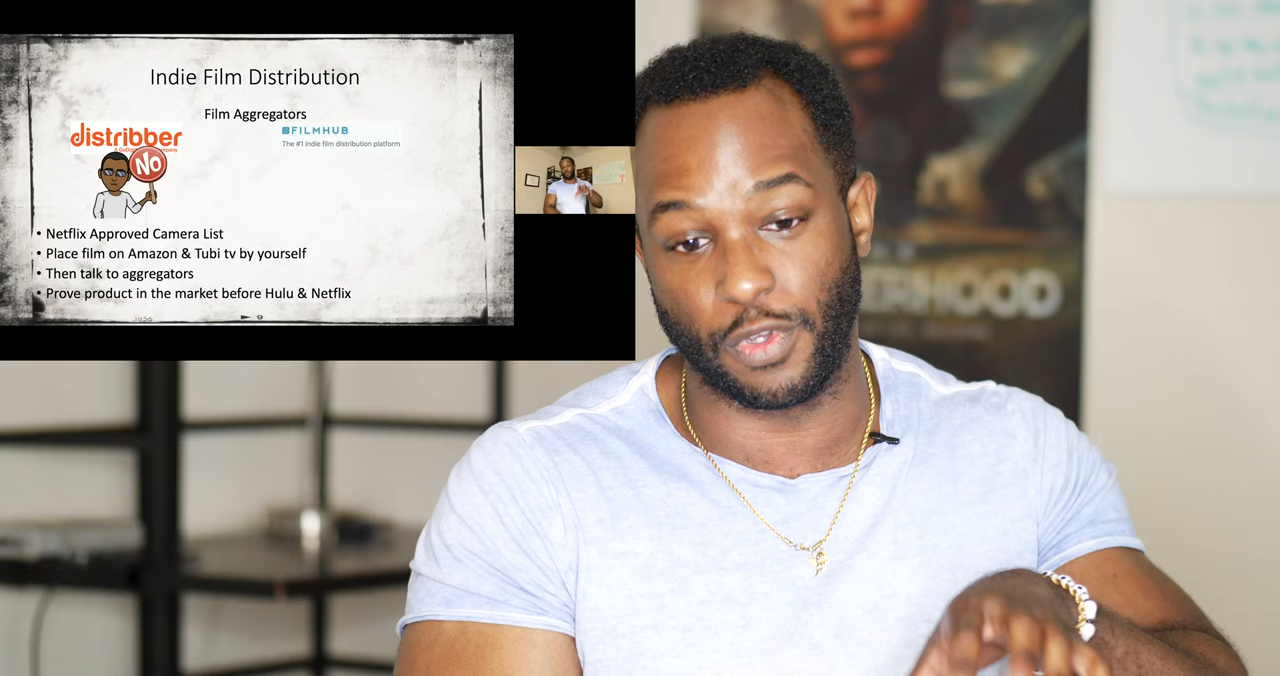 Indie Film Distribution
Film Aggregators
distribber
FILMHUB
The #1 indie film distribution platform
NO
• Netflix Approved Camera List
• Place film on Amazon & Tubi tv by yourself
• Then talk to aggregators
• Prove product in the market before Hulu & Netflix
9